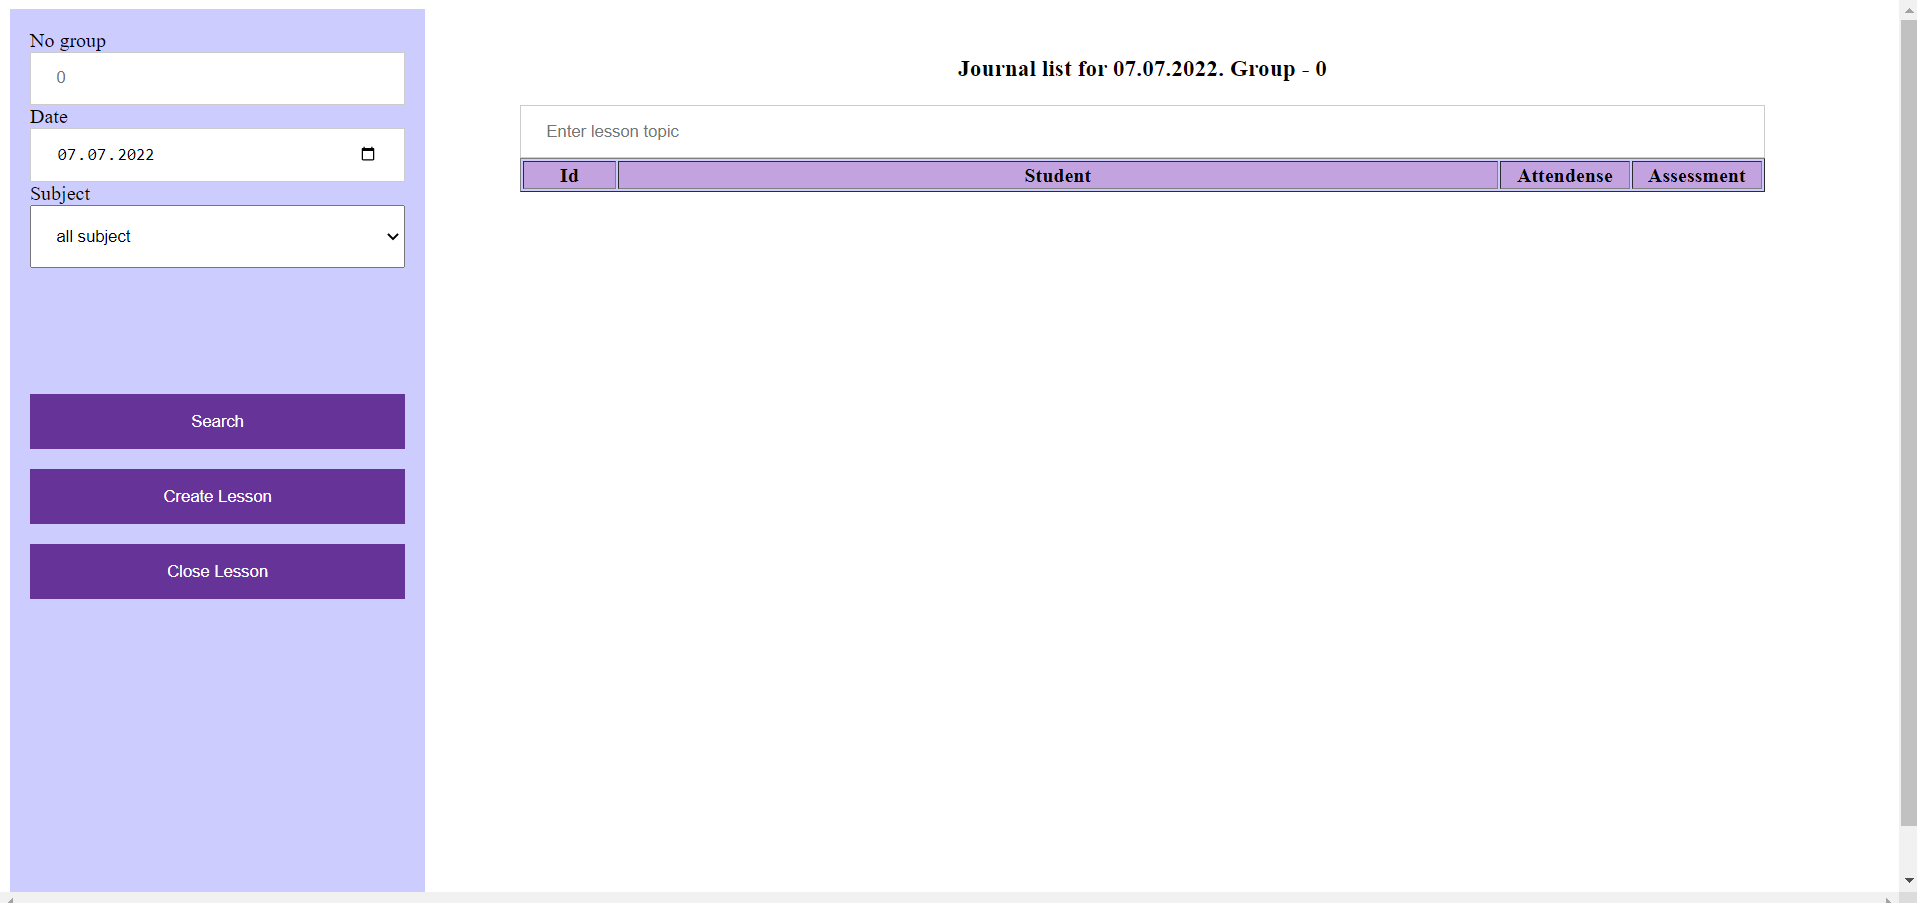 No group
0
Date
07.07.2022
Subject
all subject
Search
Create Lesson
Close Lesson
Journal list for 07.07.2022. Group - 0
Enter lesson topic
Id Student Attendense Assessment